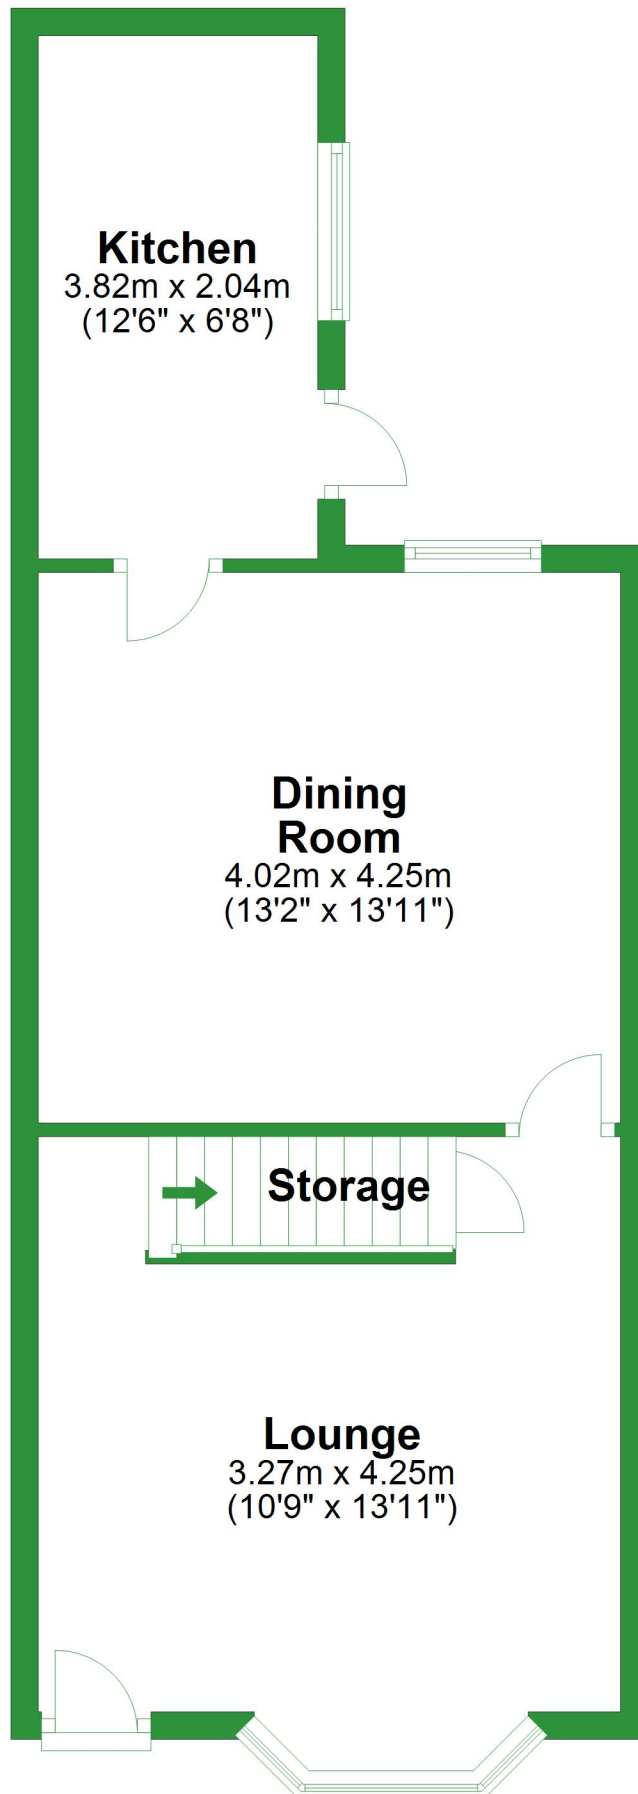 Kitchen
3.82m x 2.04m
(12'6" x 6'8")
Dining
Room
4.02m x 4.25m
(13'2" x 13'11")
Storage
Lounge
3.27m x 4.25m
(10'9" x 13'11")